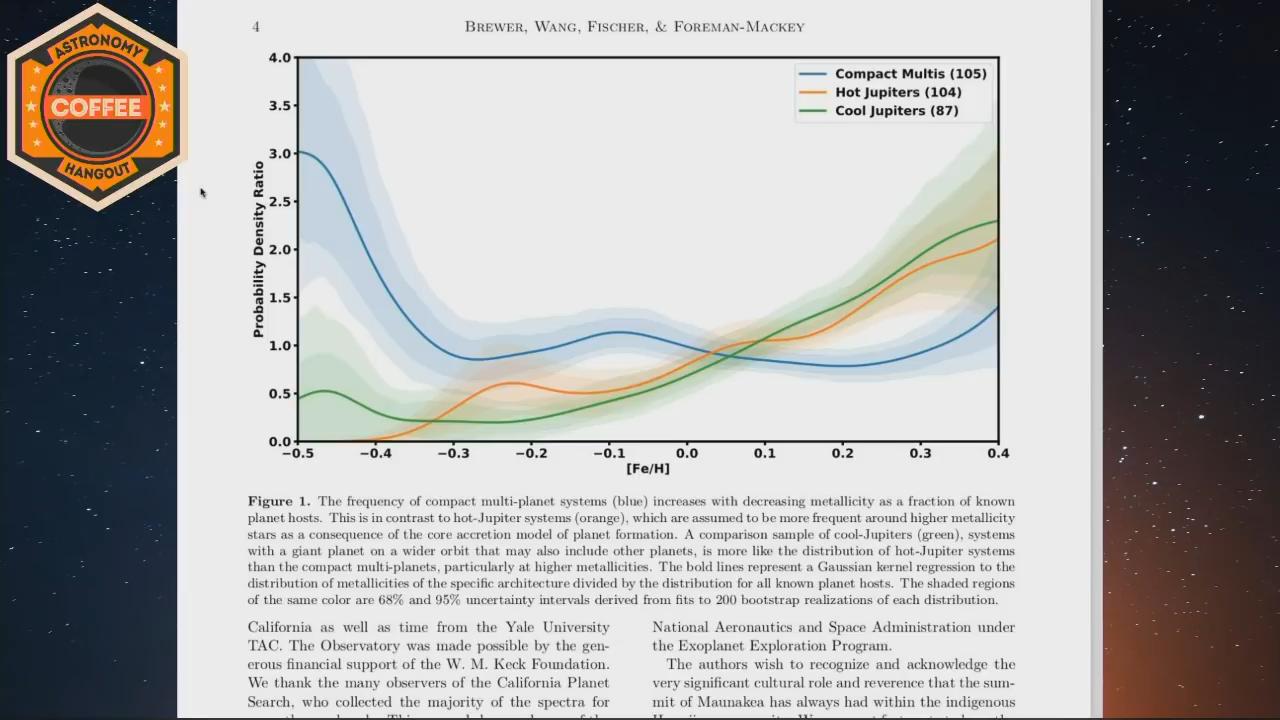 ASTRONOMY
COFFEE
HANGOUT
4
BREWER, WANG, FISCHER, & FOREMAN-MACKEY
4.0
3.5
3.0
2.5
2.0
1.5
1.0
0.5
0.0
Probability Density Ratio
Compact Multis (105)
Hot Jupiters (104)
Cool Jupiters (87)
−0.5 −0.4 −0.3 −0.2 −0.1 0.0 0.1 0.2 0.3 0.4
[Fe/H]
Figure 1. The frequency of compact multi-planet systems (blue) increases with decreasing metallicity as a fraction of known
planet hosts. This is in contrast to hot-Jupiter systems (orange), which are assumed to be more frequent around higher metallicity
stars as a consequence of the core accretion model of planet formation. A comparison sample of cool-Jupiters (green), systems
with a giant planet on a wider orbit that may also include other planets, is more like the distribution of hot-Jupiter systems
than the compact multi-planets, particularly at higher metallicities. The bold lines represent a Gaussian kernel regression to the
distribution of metallicities of the specific architecture divided by the distribution for all known planet hosts. The shaded regions
of the same color are 68% and 95% uncertainty intervals derived from fits to 200 bootstrap realizations of each distribution.
California as well as time from the Yale University
TAC. The Observatory was made possible by the gen-
erous financial support of the W. M. Keck Foundation.
We thank the many observers of the California Planet
Search, who collected the majority of the spectra for
National Aeronautics and Space Administration under
the Exoplanet Exploration Program.
The authors wish to recognize and acknowledge the
very significant cultural role and reverence that the sum-
mit of Maunakea has always had within the indigenous